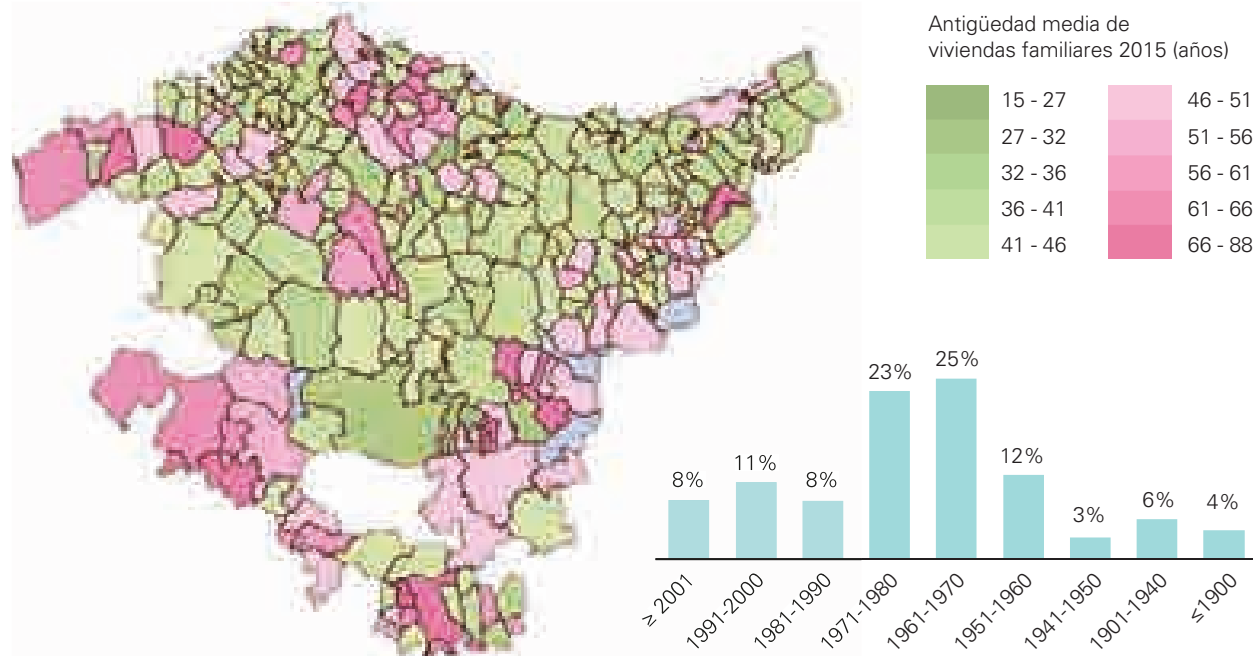 Antigüedad media de
viviendas familiares 2015 (años)
15 - 27
46 - 51
27 - 32
51 - 56
32 - 36
56 - 61
36 - 41
61 - 66
41 - 46
66 - 88
8%
11%
8%
23%
25%
12%
3%
6%
4%
≥ 2001
1991-2000
1981-1990
1971-1980
1961-1970
1951-1960
1941-1950
1901-1940
≤1900